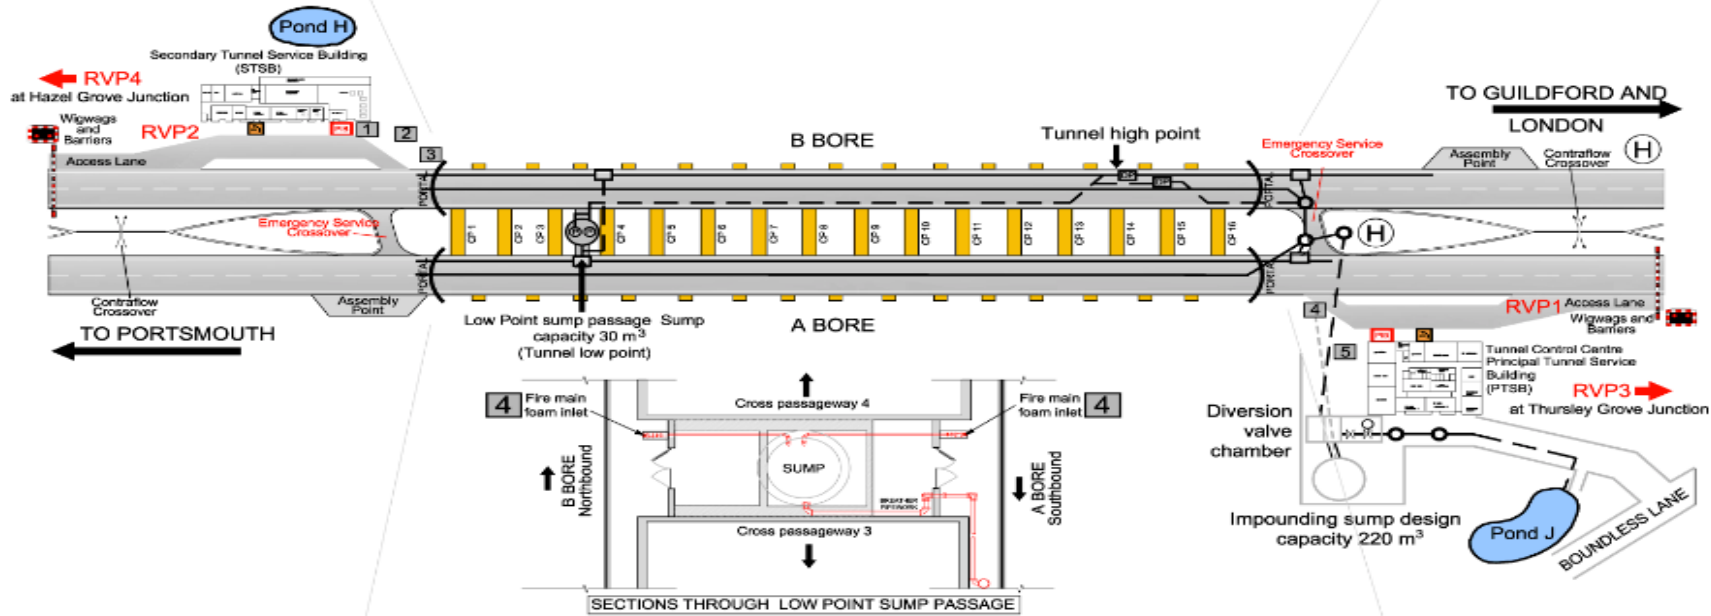 Pond H
Secondary Tunnel Service Building
(STSB)
RVP4
at Hazel Grove Junction
Wigwags
and
Barriers
RVP2
1
2
3
Access Lane
B BORE
Tunnel high point
TO GUILDFORD AND
LONDON
Emergency Service
Crossover
Assembly
Point
Contraflow
Crossover
H
PORTAL
PORTAL
Emergency Service
Crossover
CP 1
CP 2
CP 3
CP 4
CP 5
CP 6
CP 7
CP 8
CP 9
CP 10
CP 11
CP 12
CP 13
CP 14
CP 15
CP 16
H
PORTAL
PORTAL
Contraflow
Crossover
Assembly
Point
TO PORTSMOUTH
Low Point sump passage Sump
capacity 30 m³
(Tunnel low point)
A BORE
4
RVP1
Access Lane
Wigwags and
Barriers
5
Tunnel Control Centre
Principal Tunnel Service
Building
(PTSB)
RVP3
at Thursley Grove Junction
Diversion
valve
chamber
Impounding sump design
capacity 220 m³
Pond J
BOUNDLESS LANE
4
Fire main
foam inlet
Cross passageway 4
Fire main
foam inlet
4
SUMP
B BORE
Northbound
A BORE
Southbound
BREATHER
PIPEWORK
Cross passageway 3
SECTIONS THROUGH LOW POINT SUMP PASSAGE